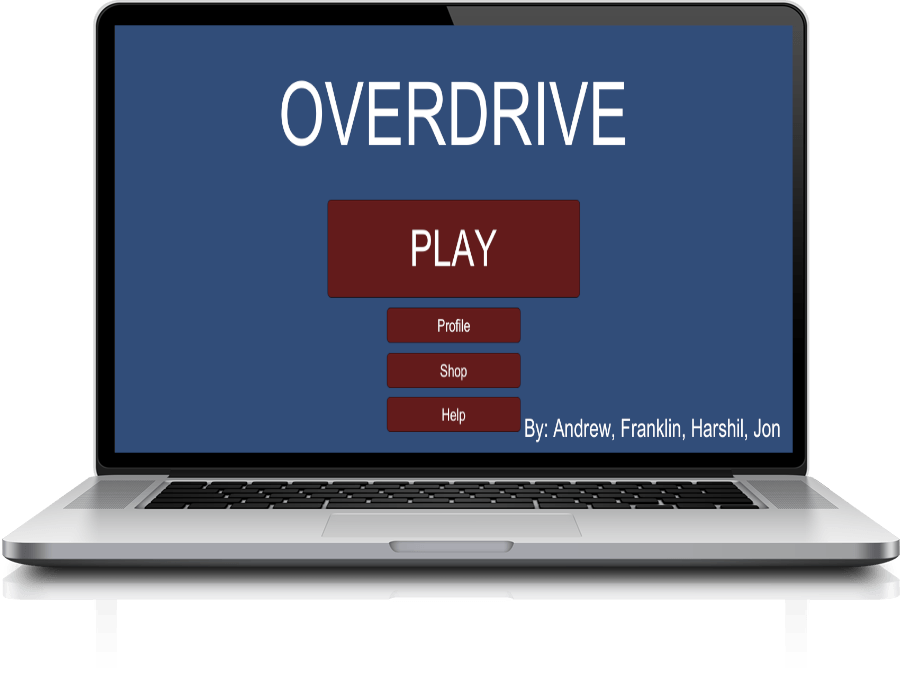 OVERDRIVE
PLAY
Profile
Shop
Help
By: Andrew, Franklin, Harshil, Jon